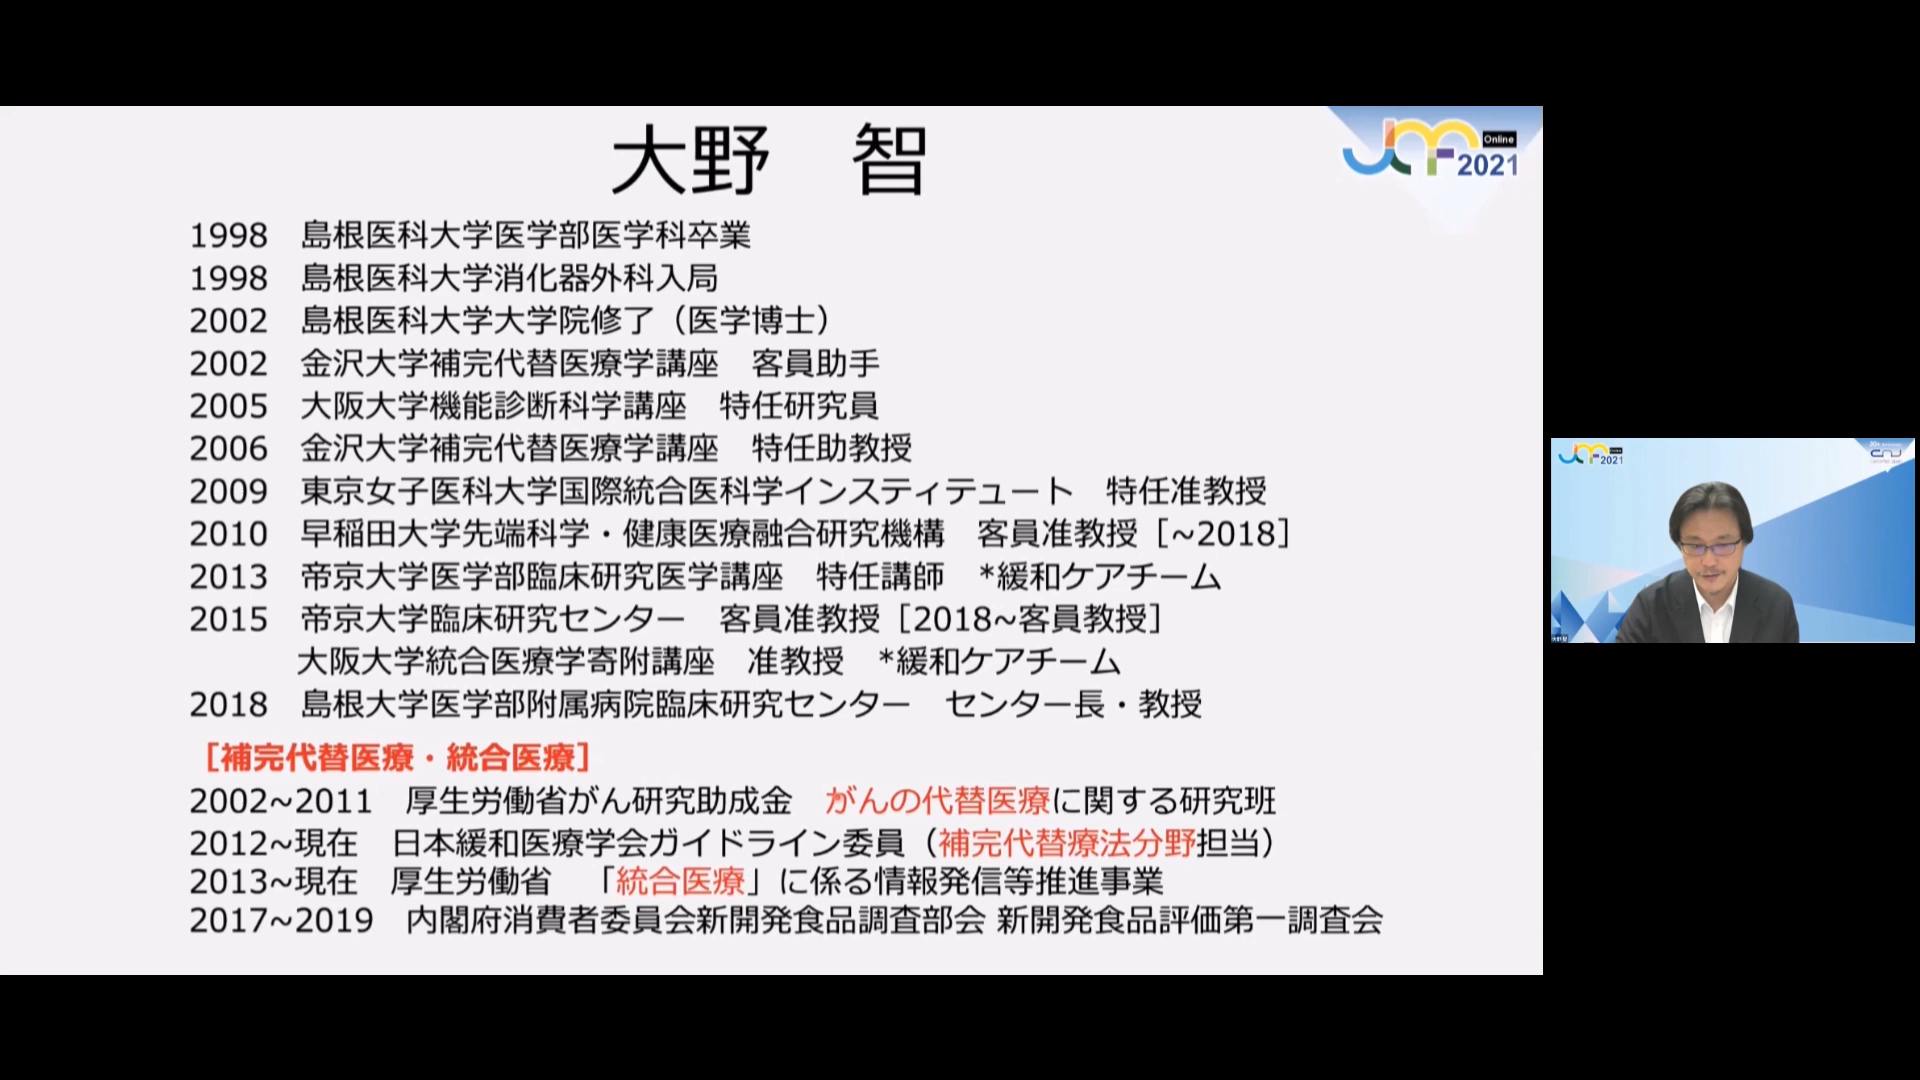 大野　智
Online
JCF
2021
1998　島根医科大学医学部医学科卒業
1998　島根医科大学消化器外科入局
2002　島根医科大学大学院修了（医学博士）
2002　金沢大学補完代替医療学講座　客員助手
2005　大阪大学機能診断科学講座　特任研究員
2006　金沢大学補完代替医療学講座　特任助教授
2009　東京女子医科大学国際統合医科学インスティテュート　特任准教授
2010　早稲田大学先端科学・健康医療融合研究機構　客員准教授［~2018］
2013　帝京大学医学部臨床研究医学講座　特任講師　*緩和ケアチーム
2015　帝京大学臨床研究センター　客員准教授［2018~客員教授］
大阪大学統合医療学寄附講座　准教授　*緩和ケアチーム
2018　島根大学医学部附属病院臨床研究センター　センター長・教授
［補完代替医療・統合医療］
2002~2011　厚生労働省がん研究助成金　がんの代替医療に関する研究班
2012~現在　日本緩和医療学会ガイドライン委員（補完代替療法分野担当）
2013~現在　厚生労働省　「統合医療」に係る情報発信等推進事業
2017~2019　内閣府消費者委員会新開発食品調査部会 新開発食品評価第一調査会
2021
大野 智